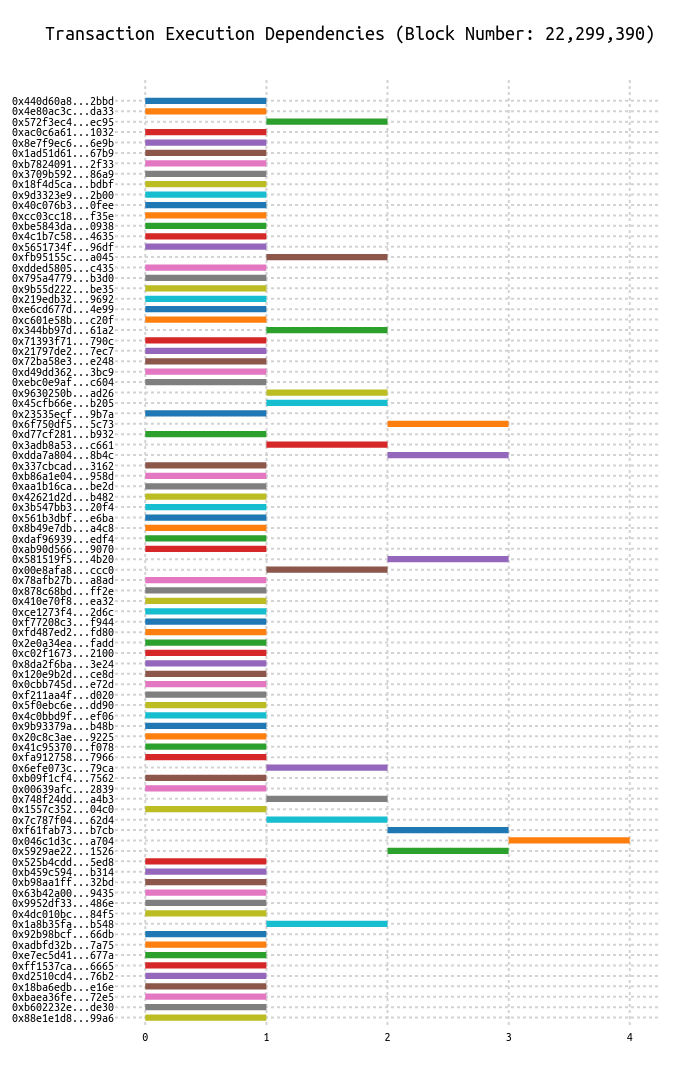 Transaction Execution Dependencies (Block Number: 22,299,390)
0x440d60a8...2bbd
0x4e80ac3c...da33
0x572f3ec4...ec95
0xac0c6a61...1032
0x8e7f9ec6...6e9b
0x1ad51d61...67b9
0xb7824091...2f33
0x3709b592...86a9
0x18f4d5ca...bdbf
0x9d3323e9...2b00
0x40c076b3...0fee
0xcc03cc18...f35e
0xbe5843da...0938
0x4c1b7c58...4635
0x5651734f...96df
0xfb95155c...a045
0xdded5805...c435
0x795a4779...b3d0
0x9b55d222...be35
0x219edb32...9692
0xe6cd677d...4e99
0xc601e58b...c20f
0x344bb97d...61a2
0x71393f71...790c
0x21797de2...7ec7
0x72ba58e3...e248
0xd49dd362...3bc9
0xebc0e9af...c604
0x9630250b...ad26
0x45cfb66e...b205
0x23535ecf...9b7a
0x6f750df5...5c73
0xd77cf281...b932
0x3adb8a53...c661
0xdda7a804...8b4c
0x337cbcad...3162
0xb86a1e04...958d
0xaa1b16ca...be2d
0x42621d2d...b482
0x3b547bb3...20f4
0x561b3dbf...e6ba
0x8b49e7db...a4c8
0xdaf96939...edf4
0xab90d566...9070
0x581519f5...4b20
0x00e8afa8...ccc0
0x78afb27b...a8ad
0x878c68bd...ff2e
0x410e70f8...ea32
0xce1273f4...2d6c
0xf77208c3...f944
0xfd487ed2...fd80
0x2e0a34ea...fadd
0xc02f1673...2100
0x8da2f6ba...3e24
0x120e9b2d...ce8d
0x0cbb745d...e72d
0xf211aa4f...d020
0x5f0ebc6e...dd90
0x4c0bbd9f...ef06
0x9b93379a...b48b
0x20c8c3ae...9225
0x41c95370...f078
0xfa912758...7966
0x6efe073c...79ca
0xb09f1cf4...7562
0x00639afc...2839
0x748f24dd...a4b3
0x1557c352...04c0
0x7c787f04...62d4
0xf61fab73...b7cb
0x046c1d3c...a704
0x5929ae22...1526
0x525b4cdd...5ed8
0xb459c594...b314
0xb98aa1ff...32bd
0x63b42a00...9435
0x9952df33...486e
0x4dc010bc...84f5
0x1a8b35fa...b548
0x92b98bcf...66db
0xadbfd32b...7a75
0xe7ec5d41...677a
0xff1537ca...6665
0xd2510cd4...76b2
0x18ba6edb...e16e
0xbaea36fe...72e5
0xb602232e...de30
0x88e1e1d8...99a6
0 1 2 3 4